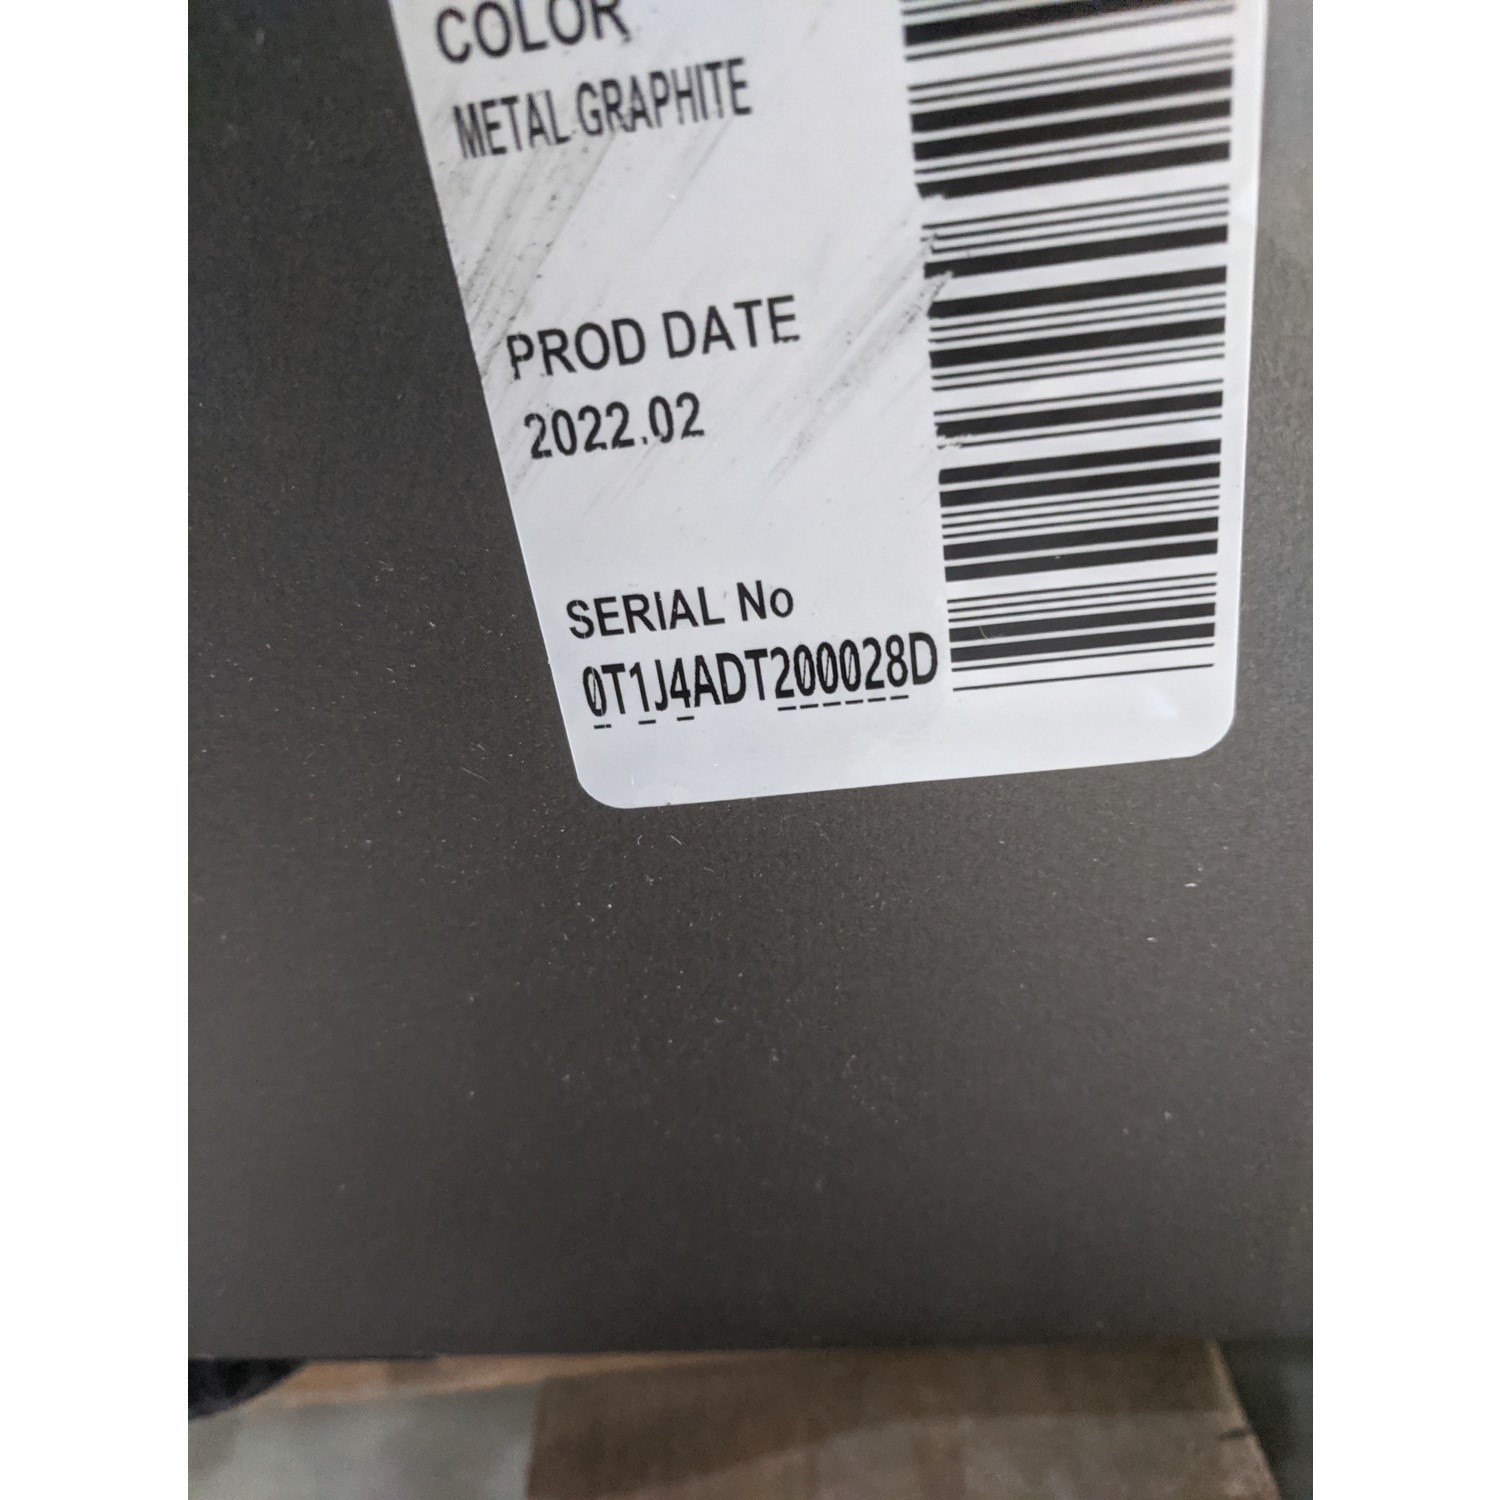 COLOR
METAL GRAPHITE
PROD DATE
2022.02
SERIAL No
0T1J4ADT200028D